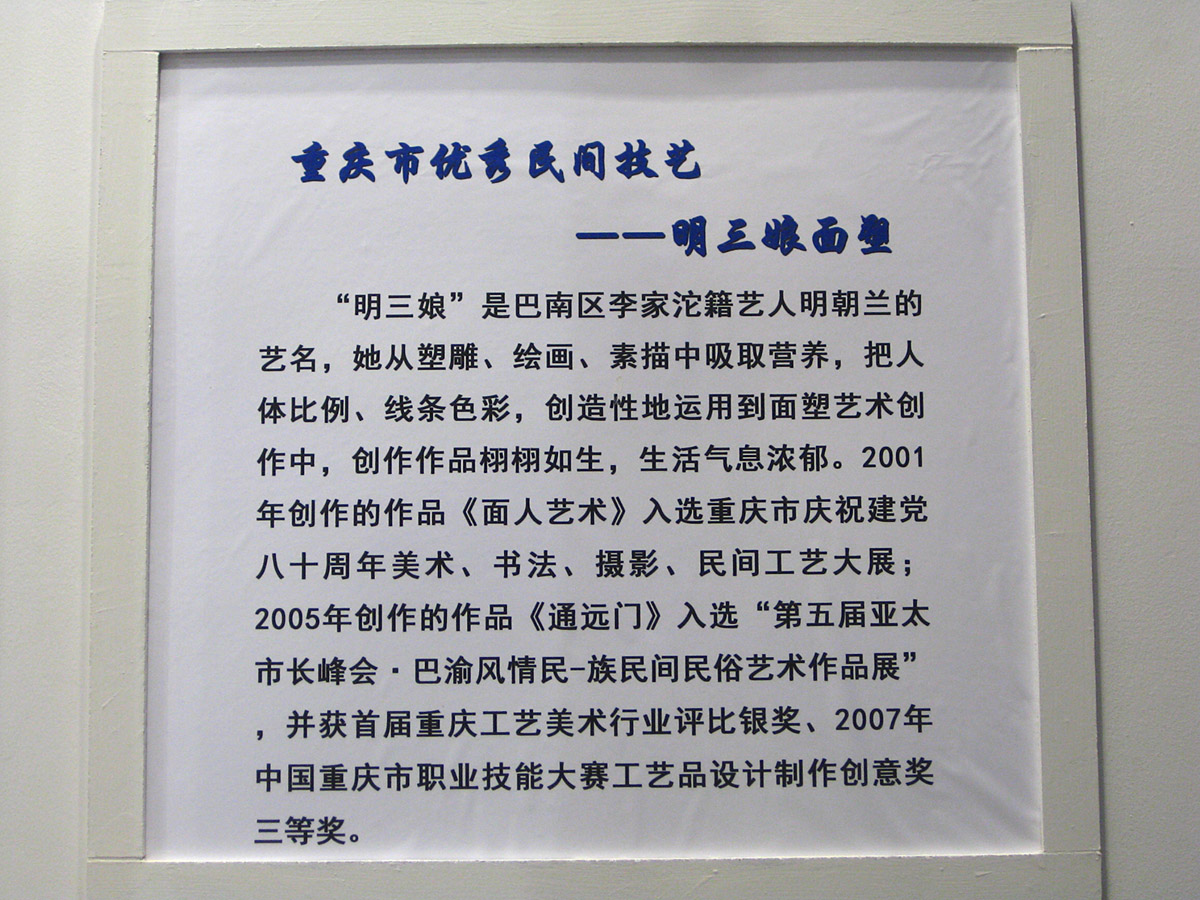 重庆市优秀民间技艺
——明三娘面塑
“明三娘”是巴南区李家沱籍艺人明朝兰的
艺名，她从塑雕、绘画、素描中吸取营养，把人
体比例、线条色彩，创造性地运用到面塑艺术创
作中，创作作品栩栩如生，生活气息浓郁。2001
年创作的作品《面人艺术》入选重庆市庆祝建党
八十周年美术、书法、摄影、民间工艺大展；
2005年创作的作品《通远门》入选“第五届亚太
市长峰会·巴渝风情民-族民间民俗艺术作品展”
，并获首届重庆工艺美术行业评比银奖、2007年
中国重庆市职业技能大赛工艺品设计制作创意奖
三等奖。